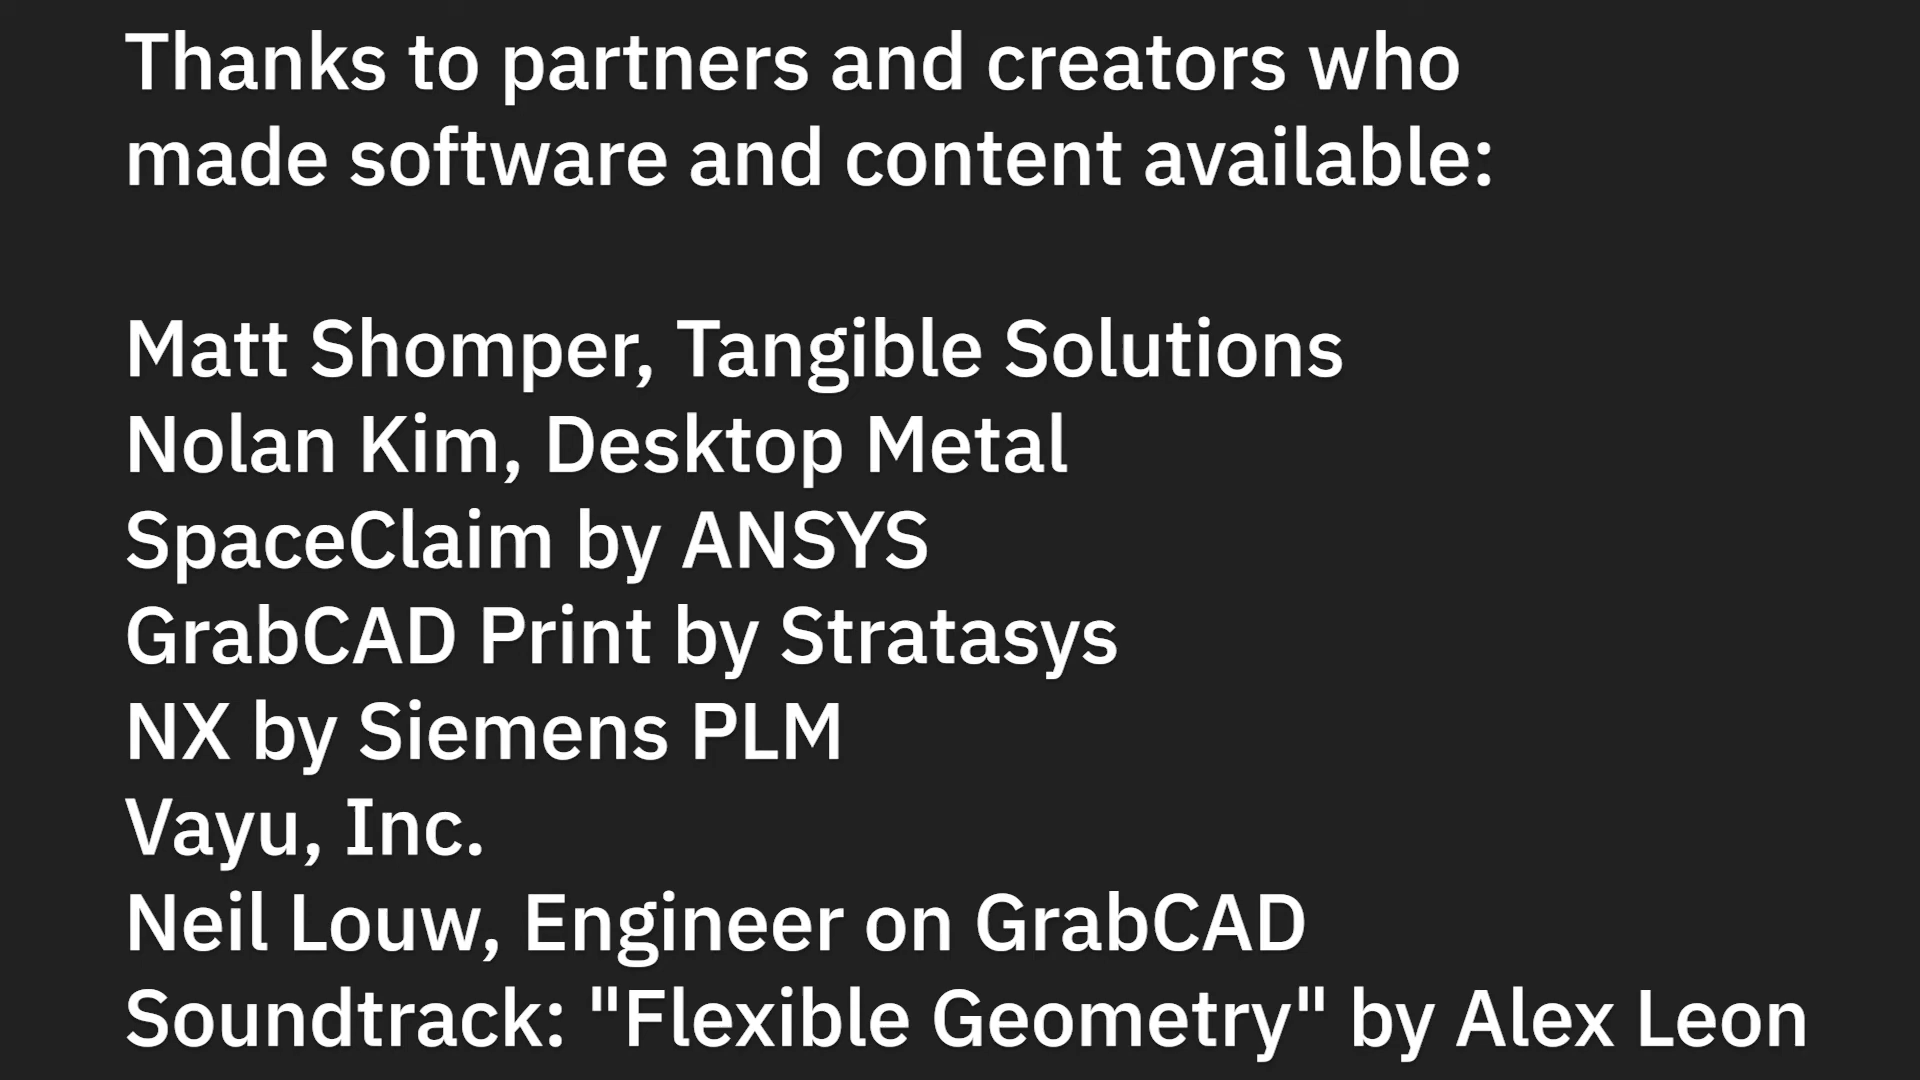 Thanks to partners and creators who
made software and content available:
Matt Shomper, Tangible Solutions
Nolan Kim, Desktop Metal
SpaceClaim by ANSYS
GrabCAD Print by Stratasys
NX by Siemens PLM
Vayu, Inc.
Neil Louw, Engineer on GrabCAD
Soundtrack: "Flexible Geometry" by Alex Leon